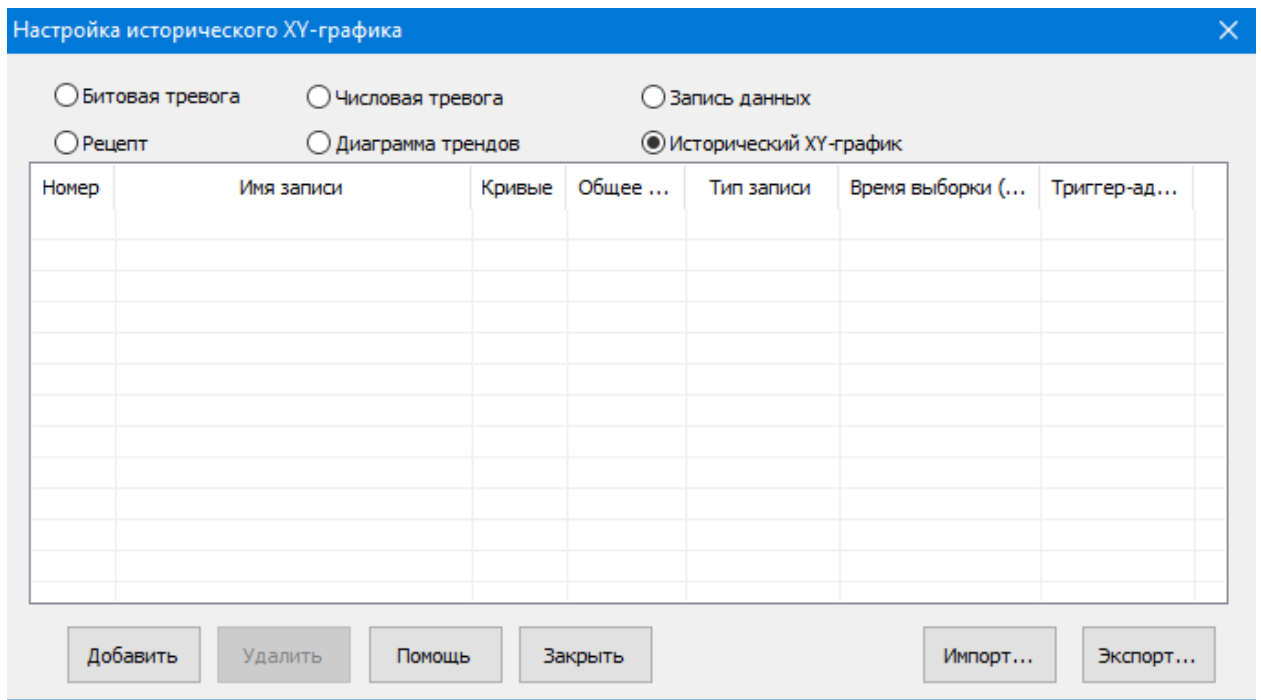 Настройка исторического XY-графика
Битовая тревога Числовая тревога Запись данных
Рецепт Диаграмма трендов Исторический XY-график
Номер Имя записи Кривые Общее ... Тип записи Время выборки (... Триггер-ад...
Добавить Удалить Помощь Закрыть Импорт... Экспорт...